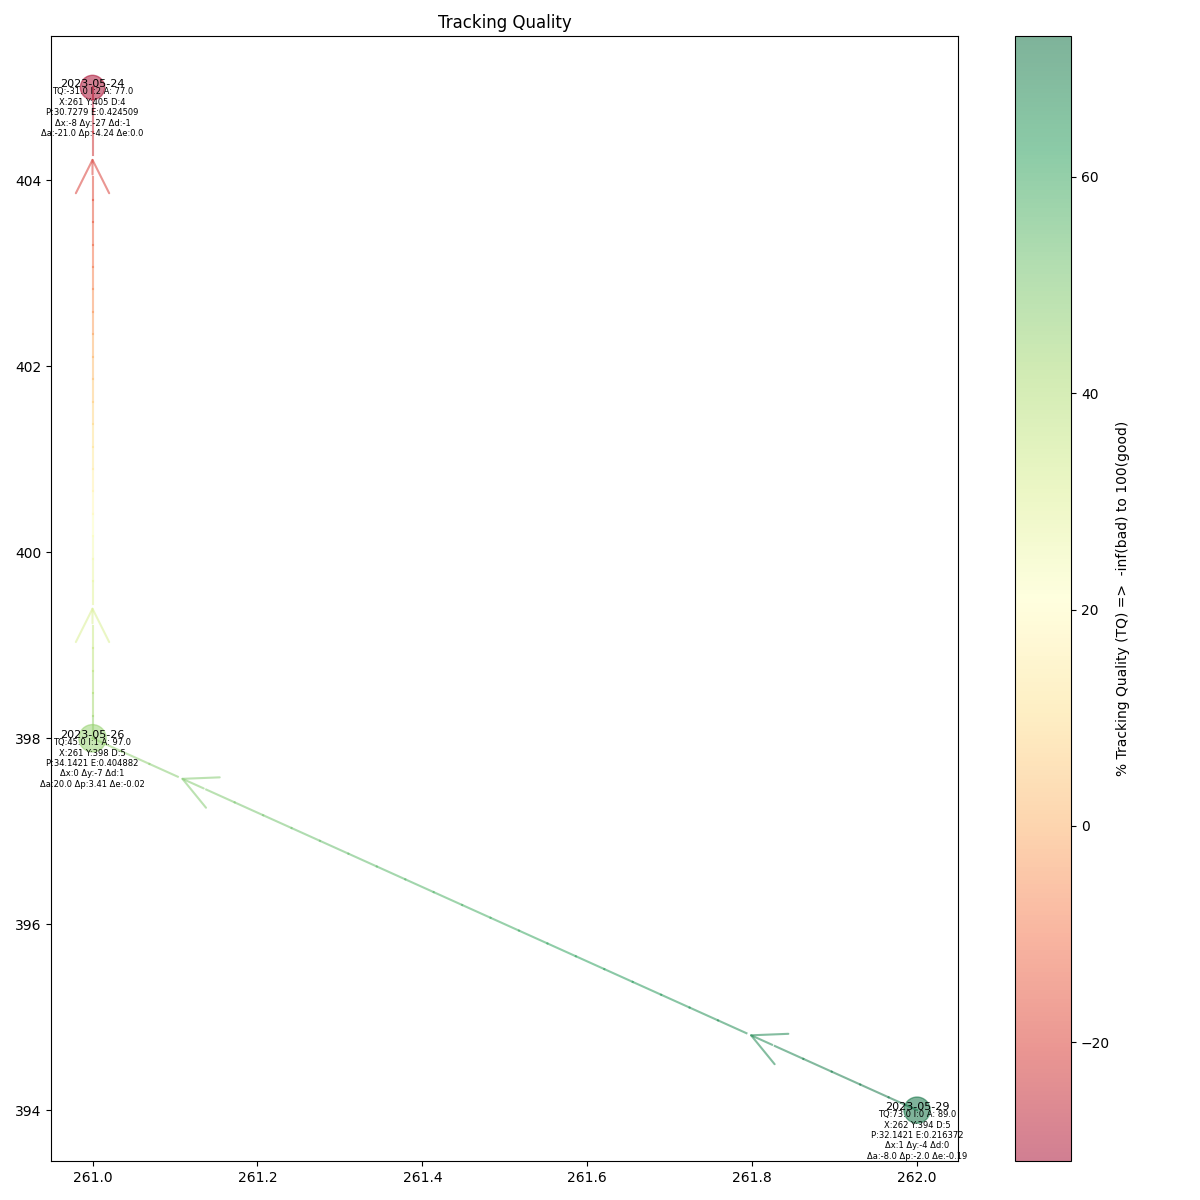 Tracking Quality
2023-05-24
TQ:-31.0 I:2 A: 77.0
X:261 Y:405 D:4
P:30.7279 E:0.424509
Δx:-8 Δy:-27 Δd:-1
Δa:-21.0 Δp:-4.24 Δe:0.0
2023-05-26
TQ:45.0 I:1 A: 97.0
X:261 Y:398 D:5
P:34.1421 E:0.404882
Δx:0 Δy:-7 Δd:1
Δa:20.0 Δp:3.41 Δe:-0.02
2023-05-29
TQ:73.0 I:0 A: 89.0
X:262 Y:394 D:5
P:32.1421 E:0.216372
Δx:1 Δy:-4 Δd:0
Δa:-8.0 Δp:-2.0 Δe:-0.19
404
402
400
398
396
394
261.0
261.2
261.4
261.6
261.8
262.0
60
40
20
0
−20
% Tracking Quality (TQ) => -inf(bad) to 100(good)